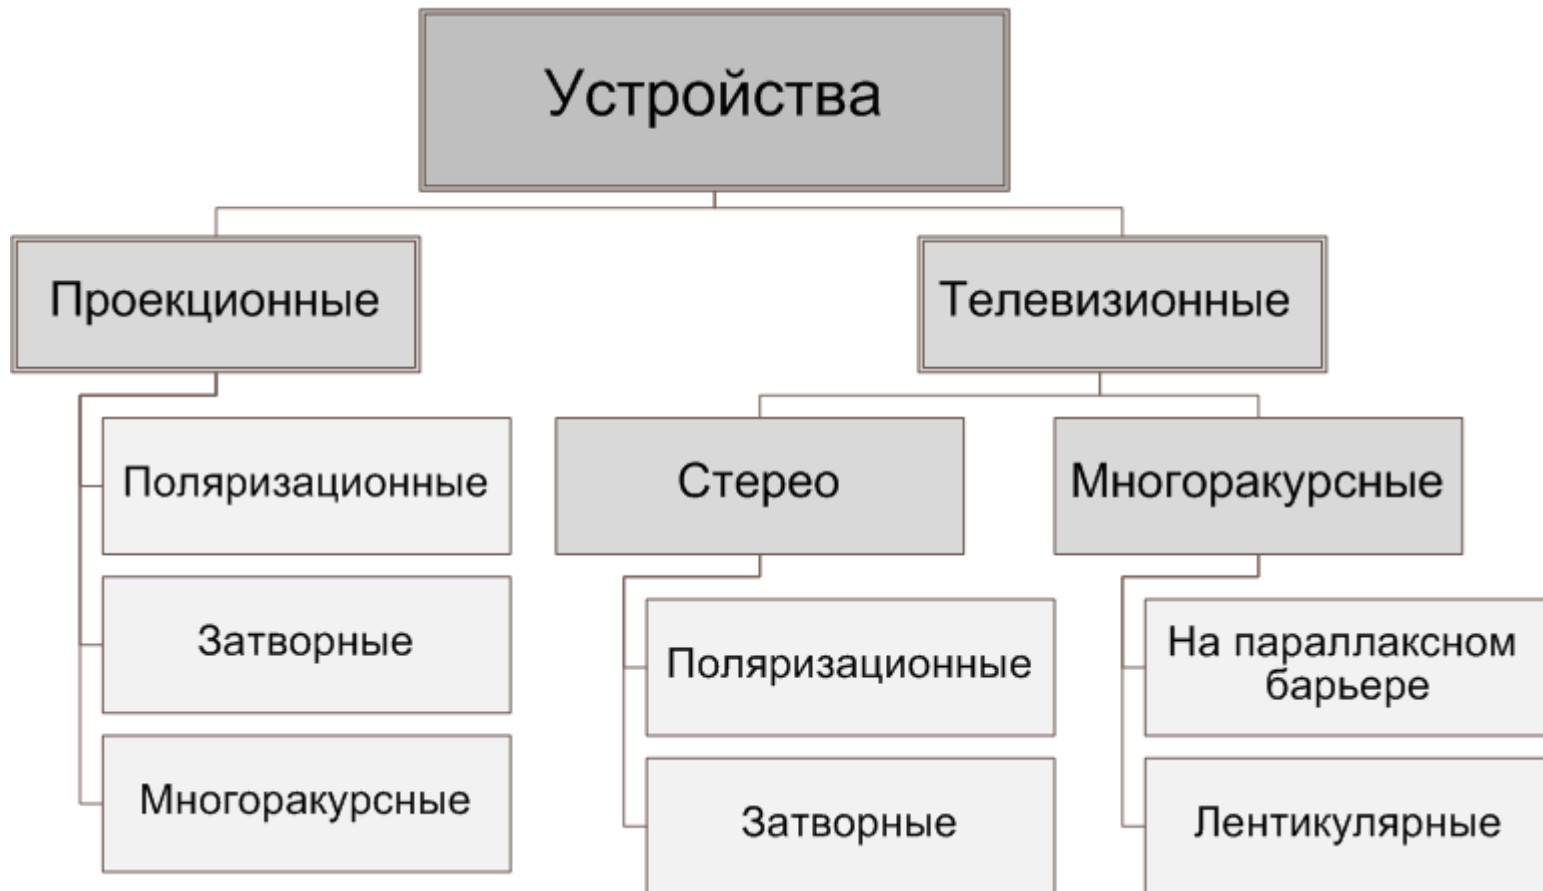 Устройства
Проекционные
Телевизионные
Поляризационные
Затворные
Многоракурсные
Стерео
Многоракурсные
Поляризационные
Затворные
На параллаксном
барьере
Лентикулярные